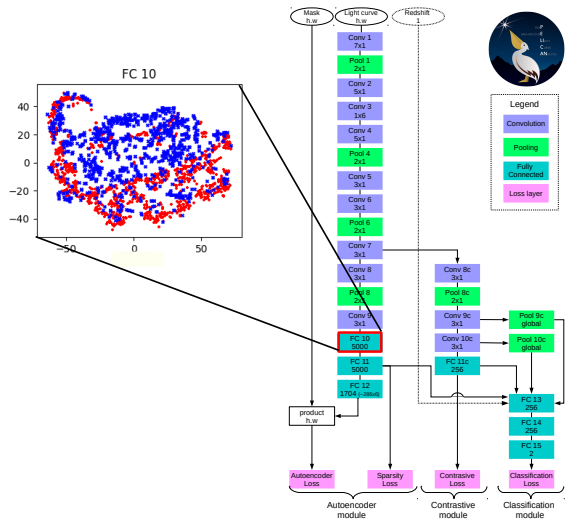 Mask
h.w
Light curve
h.w
Redshift
1
Conv 1
7x1
Pool 1
2x1
Conv 2
5x1
Conv 3
1x6
Conv 4
5x1
Pool 4
2x1
Conv 5
3x1
Conv 6
3x1
Pool 6
2x1
Conv 7
3x1
Conv 8
3x1
Pool 8
2x1
Conv 9
3x1
FC 10
5000
FC 11
5000
FC 12
1704 (~286x6)
product
h.w
Conv 8c
3x1
Pool 8c
2x1
Conv 9c
3x1
Conv 10c
3x1
FC 11c
256
Pool 9c
global
Pool 10c
global
FC 13
256
FC 14
256
FC 15
2
Autoencoder
Loss
Sparsity
Loss
Contrasive
Loss
Classification
Loss
Autoencoder
module
Contrastive
module
Classification
module
FC 10
40
20
0
−20
−40
−50
0
50
Legend
Convolution
Pooling
Fully
Connected
Loss layer